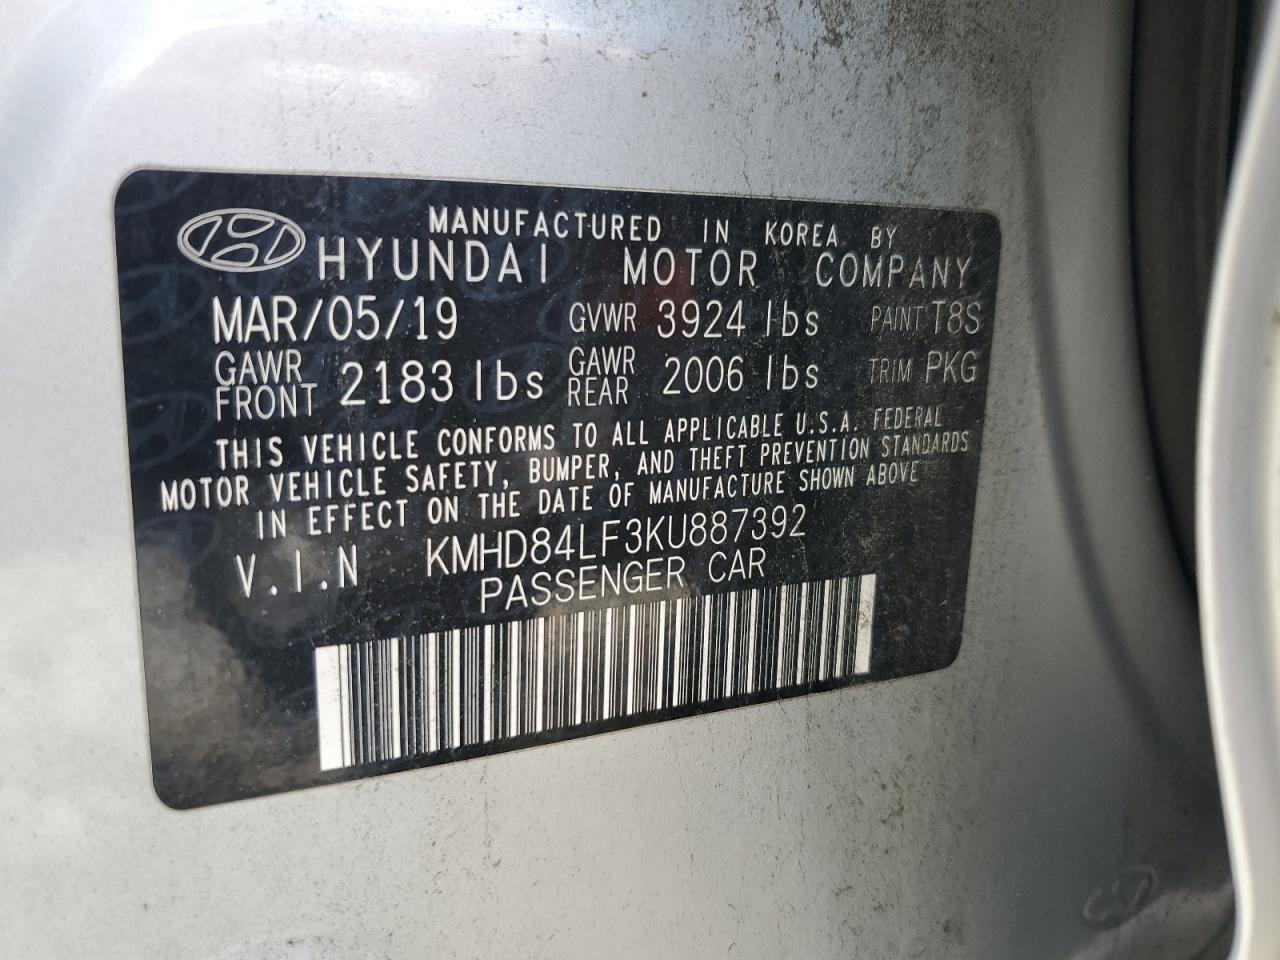 MANUFACTURED IN KOREA BY
HYUNDAI MOTOR COMPANY
MAR/05/19 GVWR 3924 lbs PAINT T8S
GAWR FRONT 2183 lbs GAWR REAR 2006 lbs TRIM PKG
THIS VEHICLE CONFORMS TO ALL APPLICABLE U.S.A. FEDERAL
MOTOR VEHICLE SAFETY, BUMPER, AND THEFT PREVENTION STANDARDS
IN EFFECT ON THE DATE OF MANUFACTURE SHOWN ABOVE
V.I.N KMHD84LF3KU887392
PASSENGER CAR